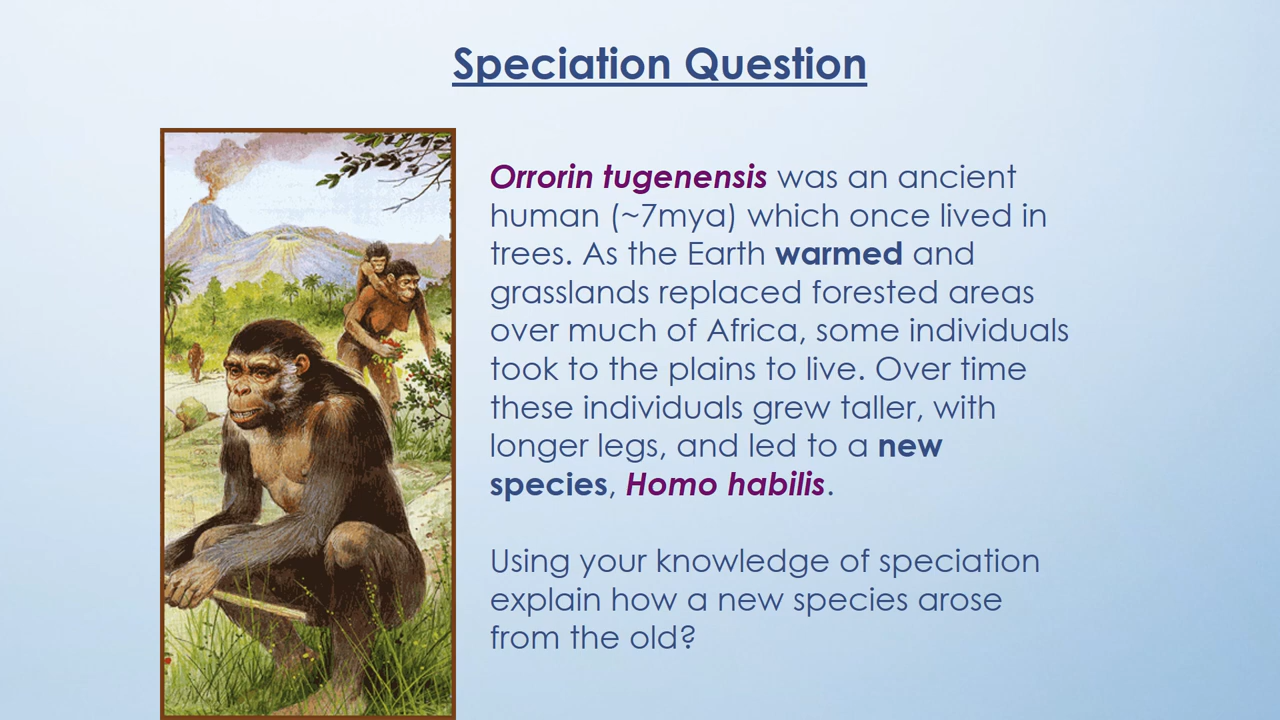 Speciation Question
Orrorin tugenensis was an ancient
human (~7mya) which once lived in
trees. As the Earth warmed and
grasslands replaced forested areas
over much of Africa, some individuals
took to the plains to live. Over time
these individuals grew taller, with
longer legs, and led to a new
species, Homo habilis.
Using your knowledge of speciation
explain how a new species arose
from the old?